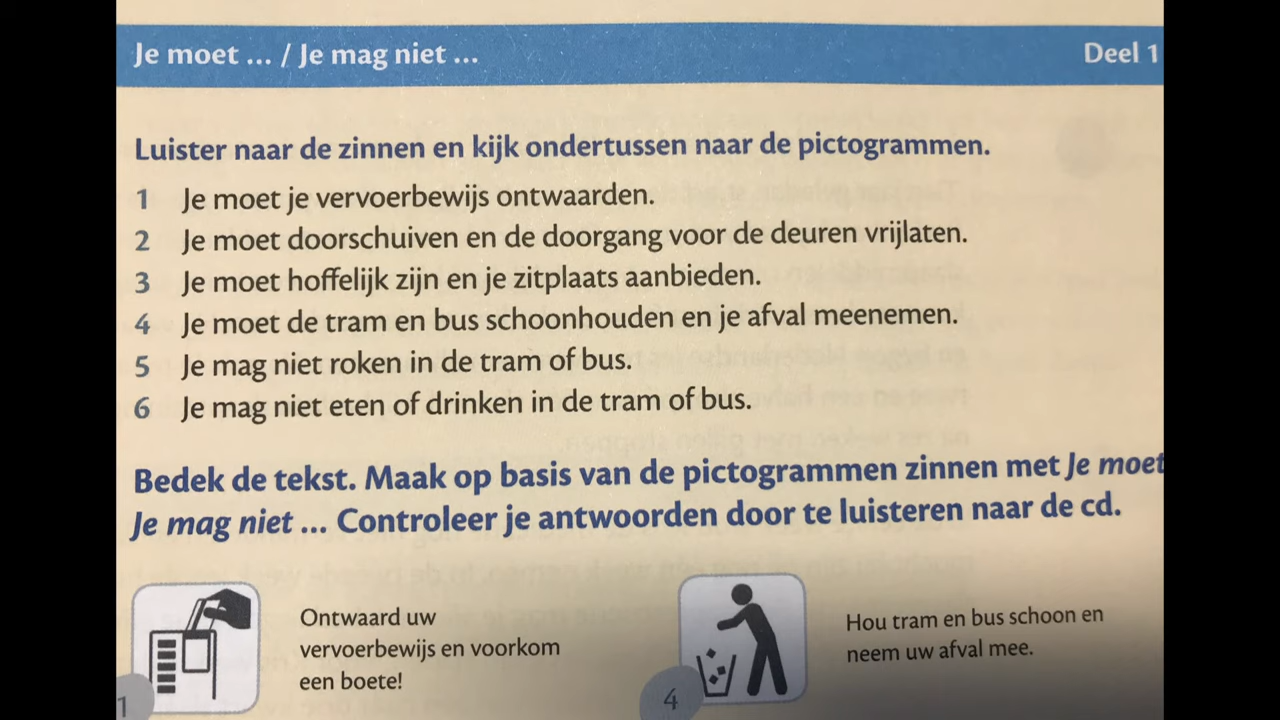 Je moet ... / Je mag niet ... Deel 1
Luister naar de zinnen en kijk ondertussen naar de pictogrammen.
1 Je moet je vervoerbewijs ontwaarden.
2 Je moet doorschuiven en de doorgang voor de deuren vrijlaten.
3 Je moet hoffelijk zijn en je zitplaats aanbieden.
4 Je moet de tram en bus schoonhouden en je afval meenemen.
5 Je mag niet roken in de tram of bus.
6 Je mag niet eten of drinken in de tram of bus.
Bedek de tekst. Maak op basis van de pictogrammen zinnen met Je moet
Je mag niet ... Controleer je antwoorden door te luisteren naar de cd.
Ontwaard uw
vervoerbewijs en voorkom
een boete!
1
Hou tram en bus schoon en
neem uw afval mee.
4